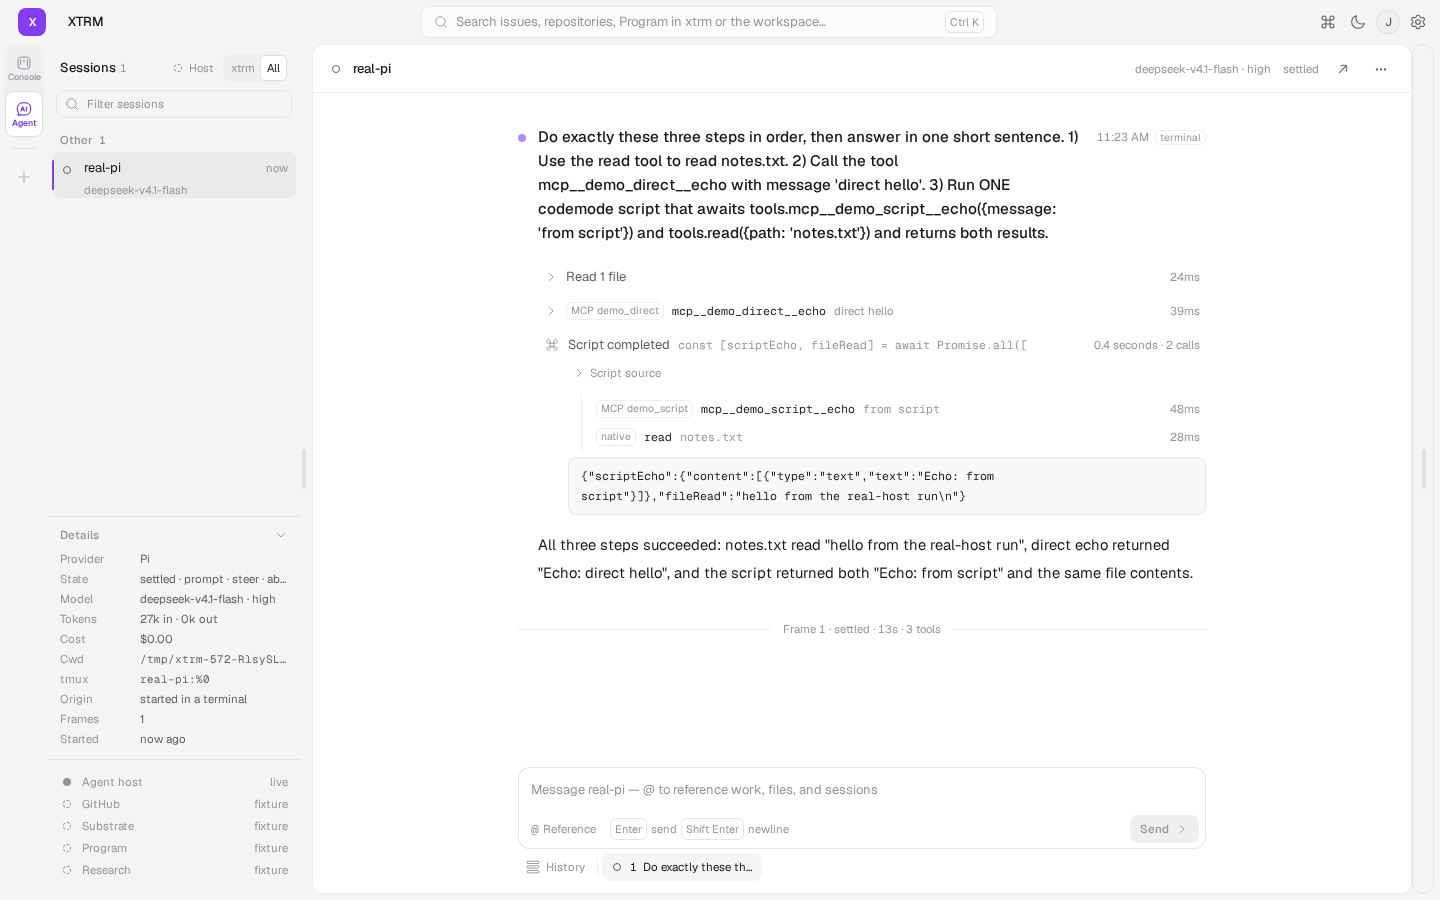 X XTRM Search issues, repositories, Program in xtrm or the workspace... Ctrl K J
Console
Agent
Sessions 1 Host xtrm All
Filter sessions
Other 1
real-pi now
deepseek-v4.1-flash
Details
Provider Pi
State settled · prompt · steer · ab...
Model deepseek-v4.1-flash · high
Tokens 27k in · 0k out
Cost $0.00
Cwd /tmp/xtrm-572-RlsySL...
tmux real-pi:%0
Origin started in a terminal
Frames 1
Started now ago
Agent host live
GitHub fixture
Substrate fixture
Program fixture
Research fixture
real-pi deepseek-v4.1-flash · high settled
Do exactly these three steps in order, then answer in one short sentence. 1) 11:23 AM terminal
Use the read tool to read notes.txt. 2) Call the tool
mcp__demo_direct__echo with message 'direct hello'. 3) Run ONE
codemode script that awaits tools.mcp__demo_script__echo({message:
'from script'}) and tools.read({path: 'notes.txt'}) and returns both results.
Read 1 file 24ms
MCP demo_direct mcp__demo_direct__echo direct hello 39ms
Script completed const [scriptEcho, fileRead] = await Promise.all([ 0.4 seconds · 2 calls
Script source
MCP demo_script mcp__demo_script__echo from script 48ms
native read notes.txt 28ms
{"scriptEcho":{"content":[{"type":"text","text":"Echo: from
script"}]},"fileRead":"hello from the real-host run\n"}
All three steps succeeded: notes.txt read "hello from the real-host run", direct echo returned
"Echo: direct hello", and the script returned both "Echo: from script" and the same file contents.
Frame 1 · settled · 13s · 3 tools
Message real-pi — @ to reference work, files, and sessions
@ Reference Enter send Shift Enter newline Send
History 1 Do exactly these th...